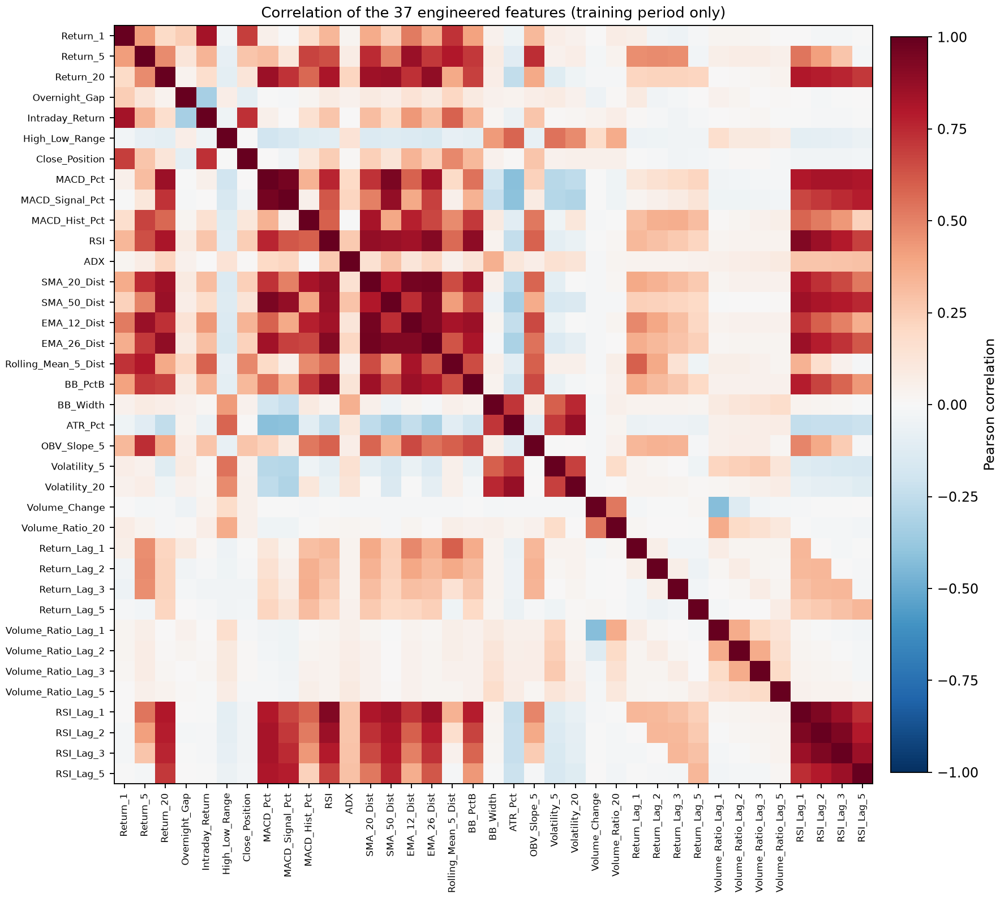 Correlation of the 37 engineered features (training period only)
Return_1
Return_5
Return_20
Overnight_Gap
Intraday_Return
High_Low_Range
Close_Position
MACD_Pct
MACD_Signal_Pct
MACD_Hist_Pct
RSI
ADX
SMA_20_Dist
SMA_50_Dist
EMA_12_Dist
EMA_26_Dist
Rolling_Mean_5_Dist
BB_PctB
BB_Width
ATR_Pct
OBV_Slope_5
Volatility_5
Volatility_20
Volume_Change
Volume_Ratio_20
Return_Lag_1
Return_Lag_2
Return_Lag_3
Return_Lag_5
Volume_Ratio_Lag_1
Volume_Ratio_Lag_2
Volume_Ratio_Lag_3
Volume_Ratio_Lag_5
RSI_Lag_1
RSI_Lag_2
RSI_Lag_3
RSI_Lag_5
Return_1
Return_5
Return_20
Overnight_Gap
Intraday_Return
High_Low_Range
Close_Position
MACD_Pct
MACD_Signal_Pct
MACD_Hist_Pct
RSI
ADX
SMA_20_Dist
SMA_50_Dist
EMA_12_Dist
EMA_26_Dist
Rolling_Mean_5_Dist
BB_PctB
BB_Width
ATR_Pct
OBV_Slope_5
Volatility_5
Volatility_20
Volume_Change
Volume_Ratio_20
Return_Lag_1
Return_Lag_2
Return_Lag_3
Return_Lag_5
Volume_Ratio_Lag_1
Volume_Ratio_Lag_2
Volume_Ratio_Lag_3
Volume_Ratio_Lag_5
RSI_Lag_1
RSI_Lag_2
RSI_Lag_3
RSI_Lag_5
1.00
0.75
0.50
0.25
0.00
−0.25
−0.50
−0.75
−1.00
Pearson correlation